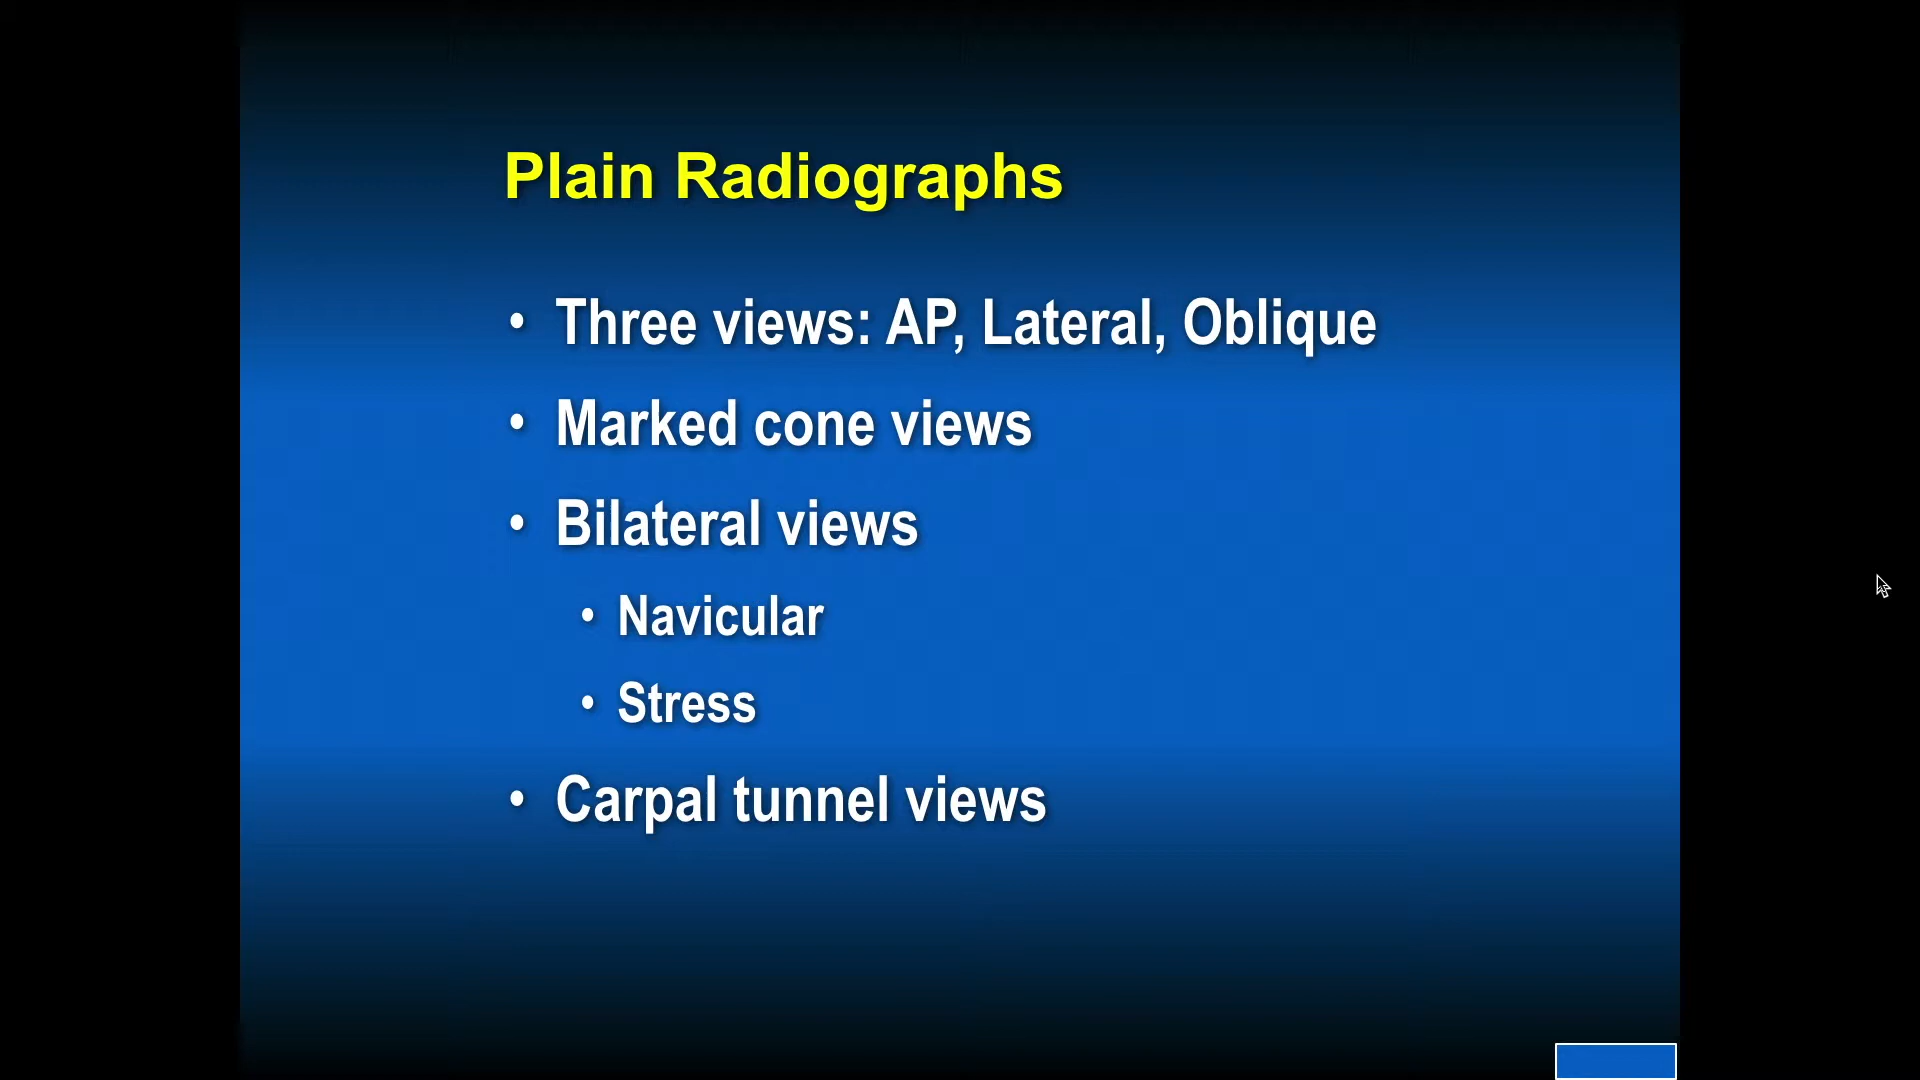 Plain Radiographs
• Three views: AP, Lateral, Oblique
• Marked cone views
• Bilateral views
• Navicular
• Stress
• Carpal tunnel views